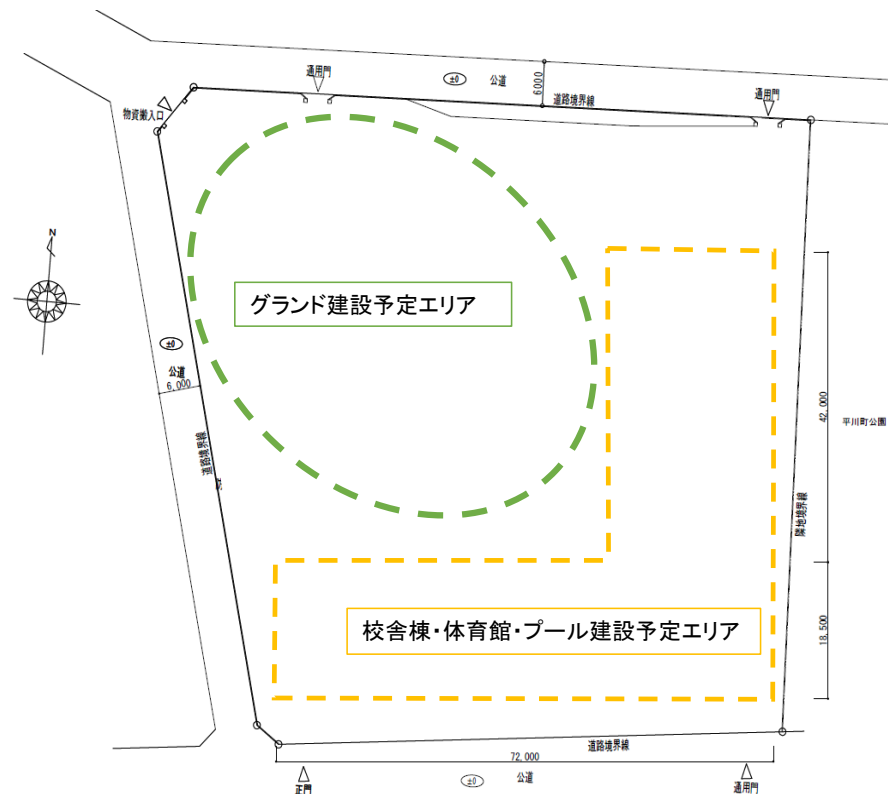 通用門
±0
公道
6000
道路境界線
通用門
物資搬入口
N
グランド建設予定エリア
±0
公道
6,000
道路境界線
42,000
平川町公園
隣地境界線
校舎棟・体育館・プール建設予定エリア
18,500
道路境界線
72,000
正門
±0
公道
通用門